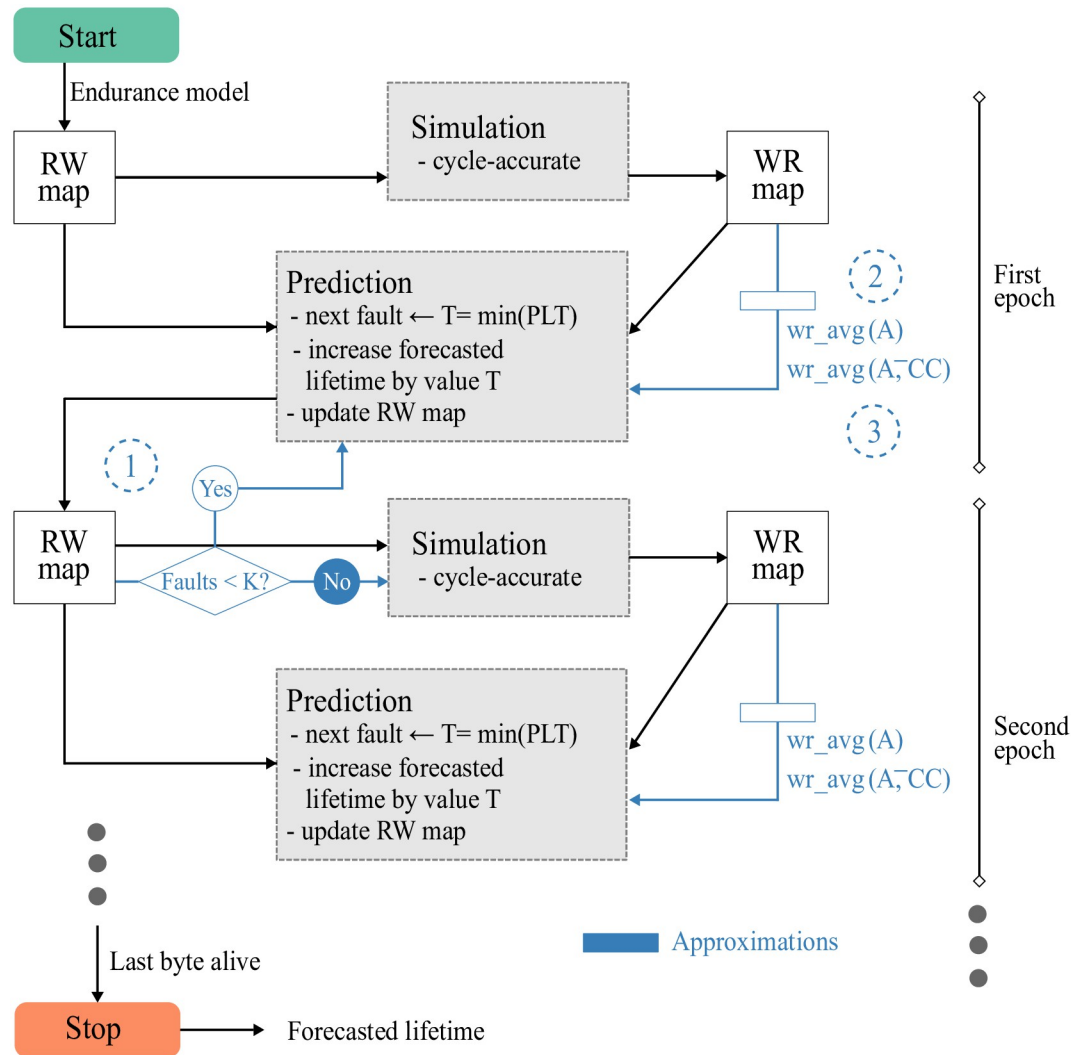 Start
Endurance model
RW
map
Simulation
- cycle-accurate
WR
map
Prediction
- next fault ← T= min(PLT)
- increase forecasted
lifetime by value T
- update RW map
2
wr_avg(A)
wr_avg(A,¯CC)
3
First
epoch
1
Yes
RW
map
Faults < K?
No
Simulation
- cycle-accurate
WR
map
Prediction
- next fault ← T= min(PLT)
- increase forecasted
lifetime by value T
- update RW map
wr_avg(A)
wr_avg(A,¯CC)
Second
epoch
Approximations
Last byte alive
Stop
Forecasted lifetime